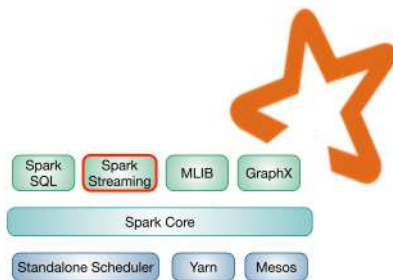 Spark
SQL
Spark
Streaming
MLIB
GraphX
Spark Core
Standalone Scheduler
Yarn
Mesos